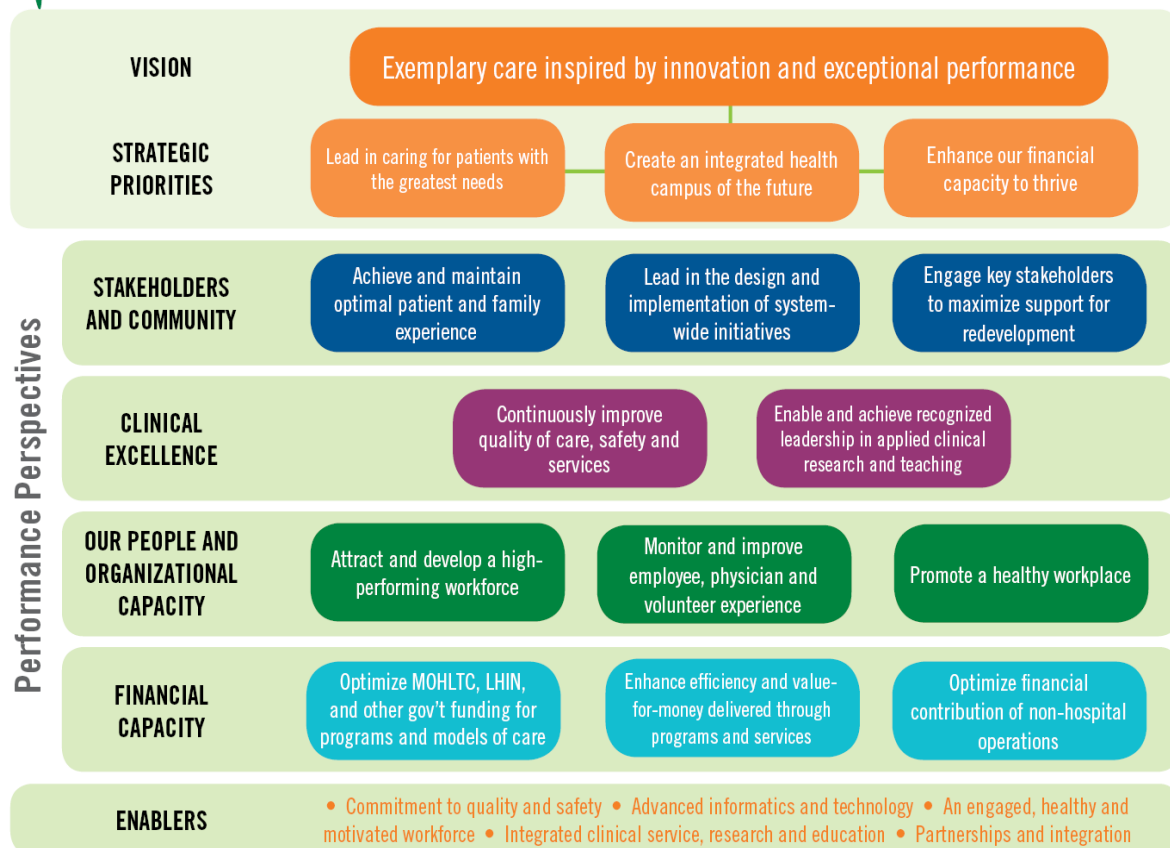 VISION
Exemplary care inspired by innovation and exceptional performance
STRATEGIC
PRIORITIES
Lead in caring for patients with
the greatest needs
Create an integrated health
campus of the future
Enhance our financial
capacity to thrive
Performance Perspectives
STAKEHOLDERS
AND COMMUNITY
Achieve and maintain
optimal patient and family
experience
Lead in the design and
implementation of system-
wide initiatives
Engage key stakeholders
to maximize support for
redevelopment
CLINICAL
EXCELLENCE
Continuously improve
quality of care, safety and
services
Enable and achieve recognized
leadership in applied clinical
research and teaching
OUR PEOPLE AND
ORGANIZATIONAL
CAPACITY
Attract and develop a high-
performing workforce
Monitor and improve
employee, physician and
volunteer experience
Promote a healthy workplace
FINANCIAL
CAPACITY
Optimize MOHLTC, LHIN,
and other gov't funding for
programs and models of care
Enhance efficiency and value-
for-money delivered through
programs and services
Optimize financial
contribution of non-hospital
operations
ENABLERS
• Commitment to quality and safety • Advanced informatics and technology • An engaged, healthy and
motivated workforce • Integrated clinical service, research and education • Partnerships and integration